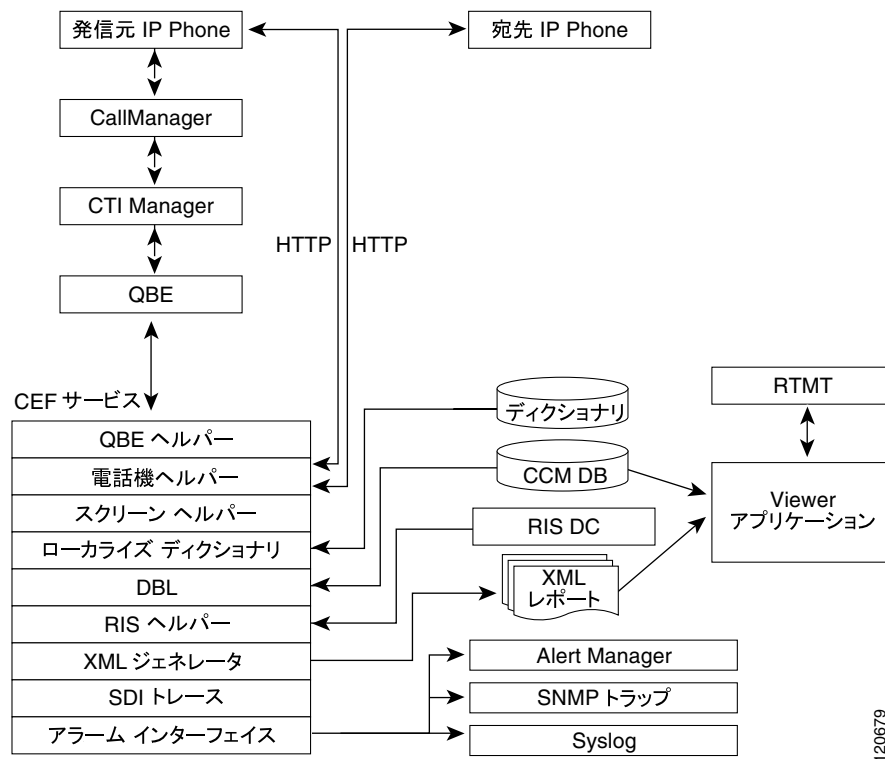 発信元 IP Phone
宛先 IP Phone
CallManager
CTI Manager
HTTP
HTTP
QBE
CEF サービス
QBE ヘルパー
電話機ヘルパー
スクリーン ヘルパー
ローカライズ ディクショナリ
DBL
RIS ヘルパー
XML ジェネレータ
SDI トレース
アラーム インターフェイス
ディクショナリ
CCM DB
RIS DC
XML
レポート
RTMT
Viewer
アプリケーション
Alert Manager
SNMP トラップ
Syslog
120679